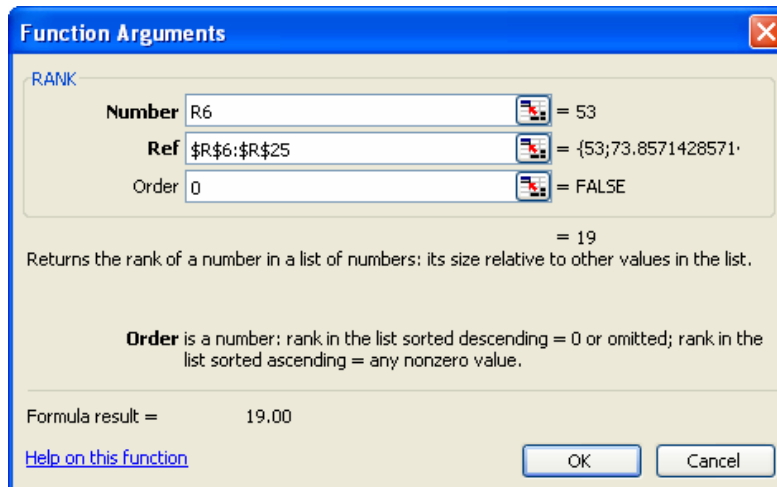 Function Arguments
RANK
Number R6 = 53
Ref $R$6:$R$25 = {53;73.8571428571
Order 0 = FALSE
= 19
Returns the rank of a number in a list of numbers: its size relative to other values in the list.
Order is a number: rank in the list sorted descending = 0 or omitted; rank in the
list sorted ascending = any nonzero value.
Formula result = 19.00
Help on this function OK Cancel